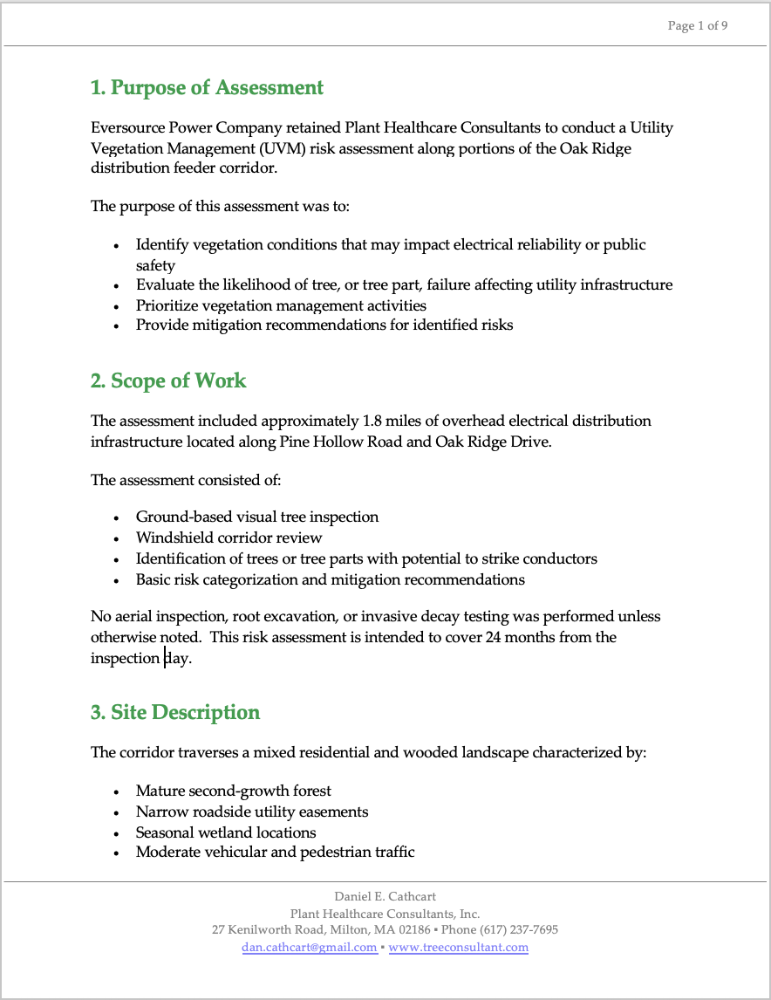 Page 1 of 9
1. Purpose of Assessment
Eversource Power Company retained Plant Healthcare Consultants to conduct a Utility
Vegetation Management (UVM) risk assessment along portions of the Oak Ridge
distribution feeder corridor.
The purpose of this assessment was to:
• Identify vegetation conditions that may impact electrical reliability or public
safety
• Evaluate the likelihood of tree, or tree part, failure affecting utility infrastructure
• Prioritize vegetation management activities
• Provide mitigation recommendations for identified risks
2. Scope of Work
The assessment included approximately 1.8 miles of overhead electrical distribution
infrastructure located along Pine Hollow Road and Oak Ridge Drive.
The assessment consisted of:
• Ground-based visual tree inspection
• Windshield corridor review
• Identification of trees or tree parts with potential to strike conductors
• Basic risk categorization and mitigation recommendations
No aerial inspection, root excavation, or invasive decay testing was performed unless
otherwise noted.  This risk assessment is intended to cover 24 months from the
inspection day.
3. Site Description
The corridor traverses a mixed residential and wooded landscape characterized by:
• Mature second-growth forest
• Narrow roadside utility easements
• Seasonal wetland locations
• Moderate vehicular and pedestrian traffic
Daniel E. Cathcart
Plant Healthcare Consultants, Inc.
27 Kenilworth Road, Milton, MA 02186 ▪ Phone (617) 237-7695
dan.cathcart@gmail.com ▪ www.treeconsultant.com